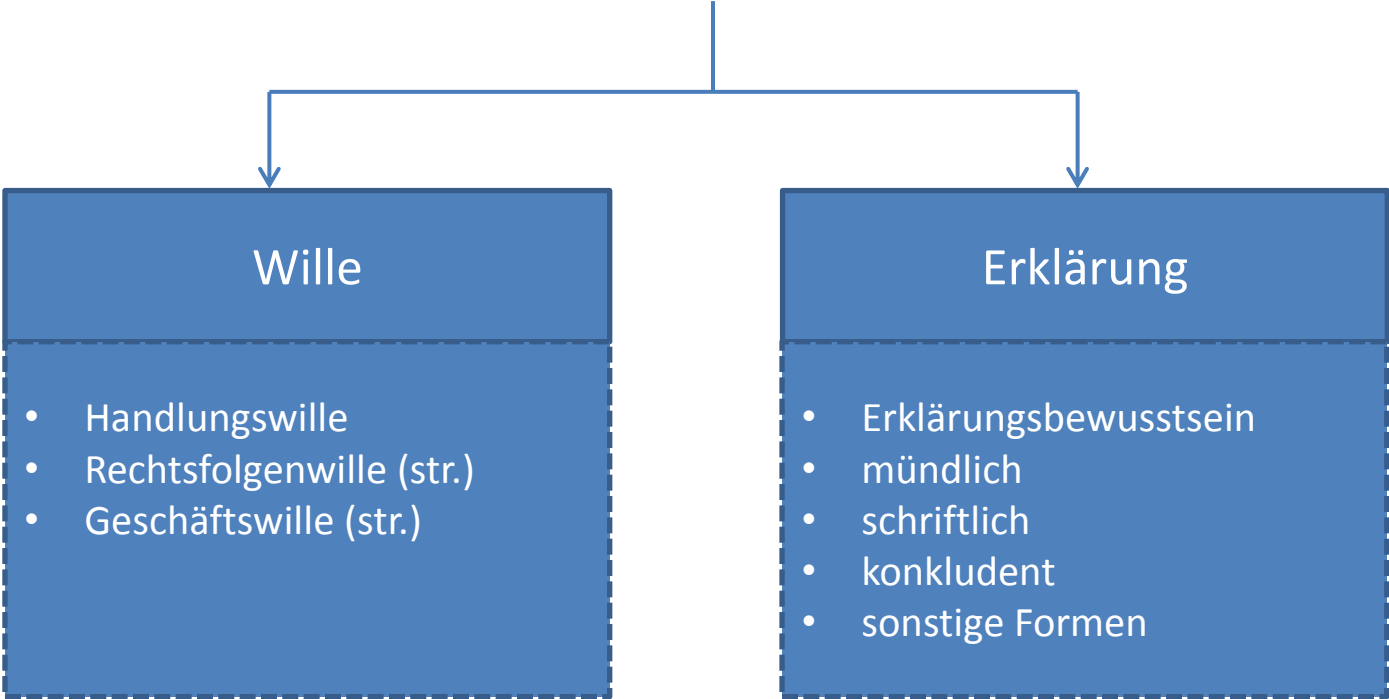 Wille
• Handlungswille
• Rechtsfolgenwille (str.)
• Geschäftswille (str.)
Erklärung
• Erklärungsbewusstsein
• mündlich
• schriftlich
• konkludent
• sonstige Formen